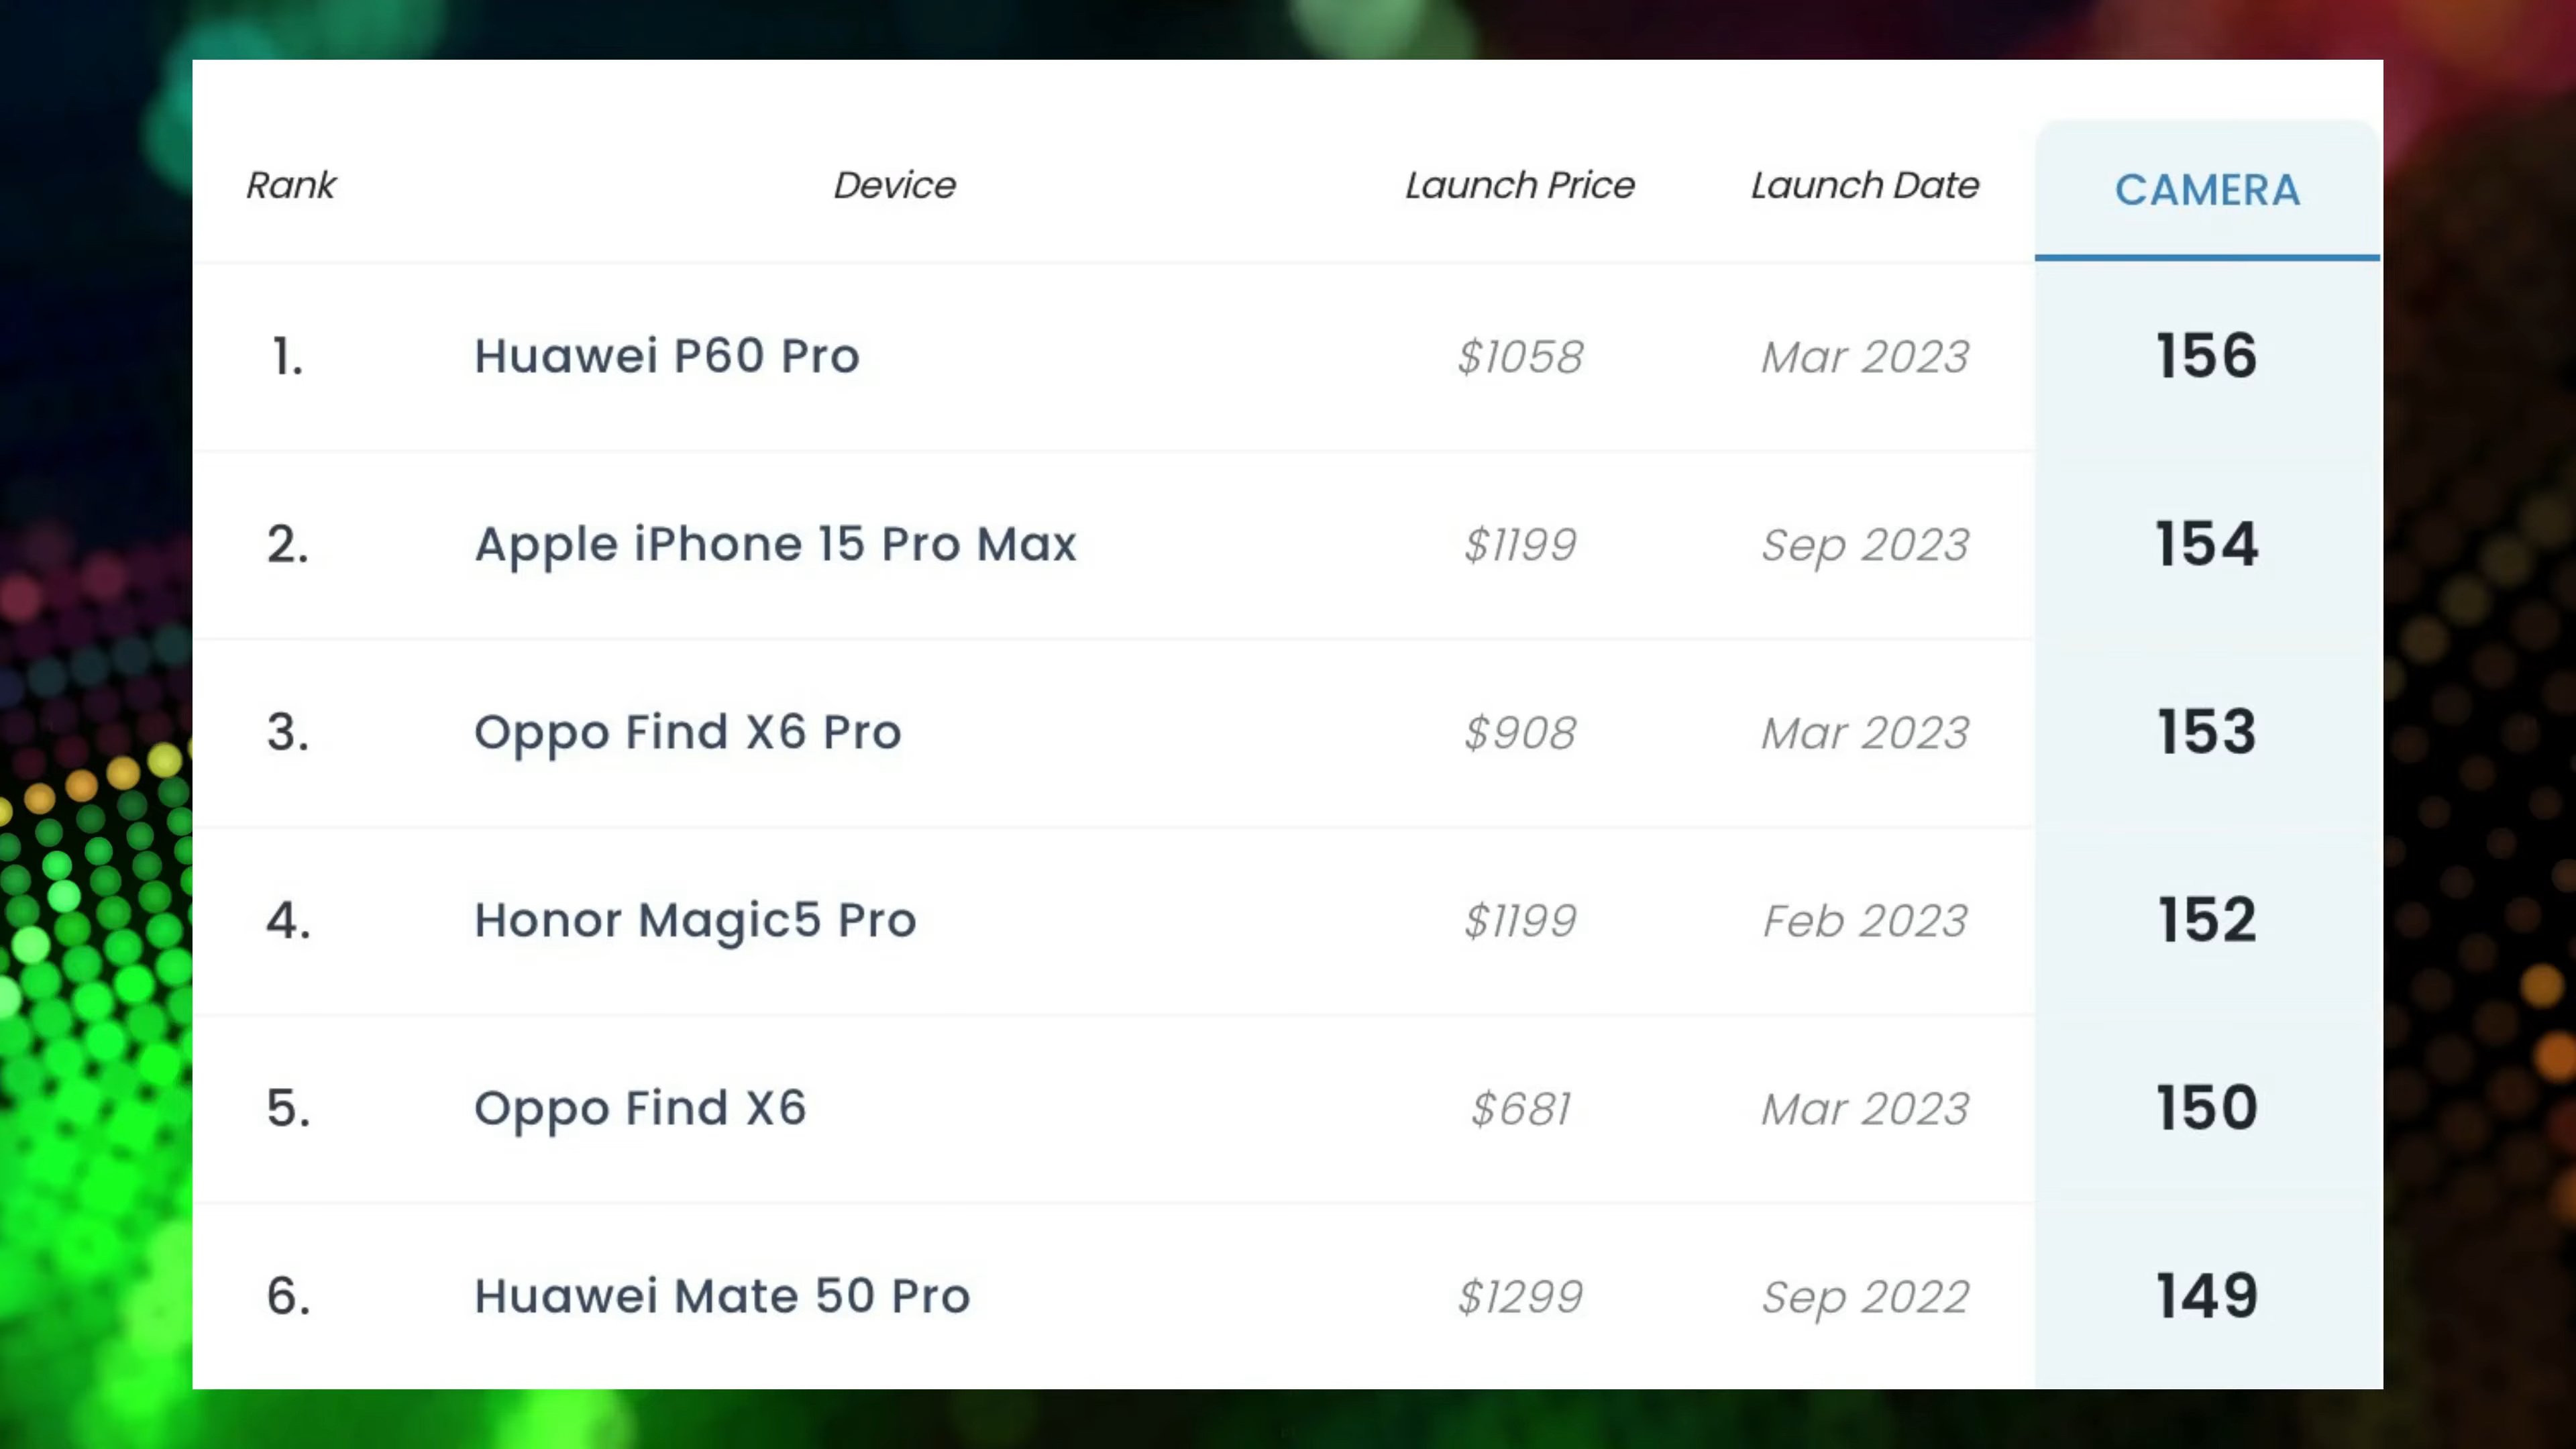 Rank Device Launch Price Launch Date CAMERA
1. Huawei P60 Pro $1058 Mar 2023 156
2. Apple iPhone 15 Pro Max $1199 Sep 2023 154
3. Oppo Find X6 Pro $908 Mar 2023 153
4. Honor Magic5 Pro $1199 Feb 2023 152
5. Oppo Find X6 $681 Mar 2023 150
6. Huawei Mate 50 Pro $1299 Sep 2022 149